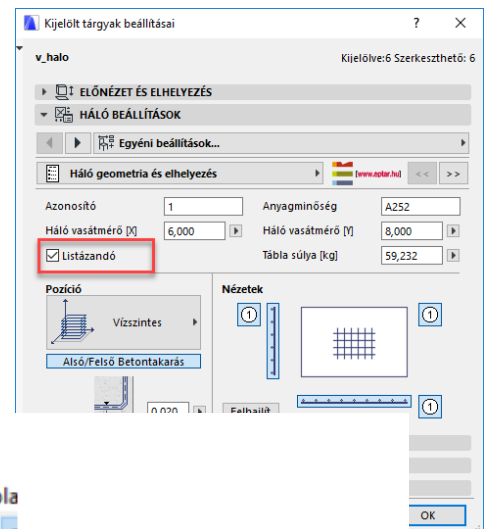 Kijelölt tárgyak beállításai ? ×
v_halo Kijelölve:6 Szerkeszthető: 6
ELŐNÉZET ÉS ELHELYEZÉS
HÁLÓ BEÁLLÍTÁSOK
Egyéni beállítások...
Háló geometria és elhelyezés [www.eptar.hu] << >>
Azonosító 1 Anyagminőség A252
Háló vasátmérő [X] 6,000 Háló vasátmérő [Y] 8,000
Listázandó Tábla súlya [kg] 59,232
Pozíció Nézetek
1 1
Vízszintes
Alsó/Felső Betontakarás
0,020 Felhajlít
1
OK